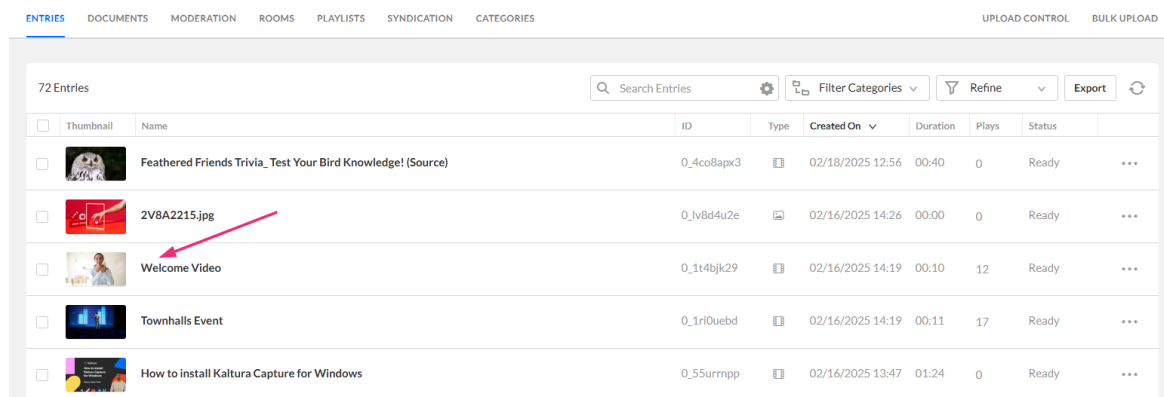 ENTRIES DOCUMENTS MODERATION ROOMS PLAYLISTS SYNDICATION CATEGORIES UPLOAD CONTROL BULK UPLOAD
72 Entries Search Entries Filter Categories Refine Export
Thumbnail Name ID Type Created On Duration Plays Status
Feathered Friends Trivia_ Test Your Bird Knowledge! (Source) 0_4co8apx3 02/18/2025 12:56 00:40 0 Ready
2V8A2215.jpg 0_lv8d4u2e 02/16/2025 14:26 00:00 0 Ready
Welcome Video 0_1t4bjk29 02/16/2025 14:19 00:10 12 Ready
Townhalls Event 0_1ri0uebd 02/16/2025 14:19 00:11 17 Ready
How to install Kaltura Capture for Windows 0_55urrnpp 02/16/2025 13:47 01:24 0 Ready